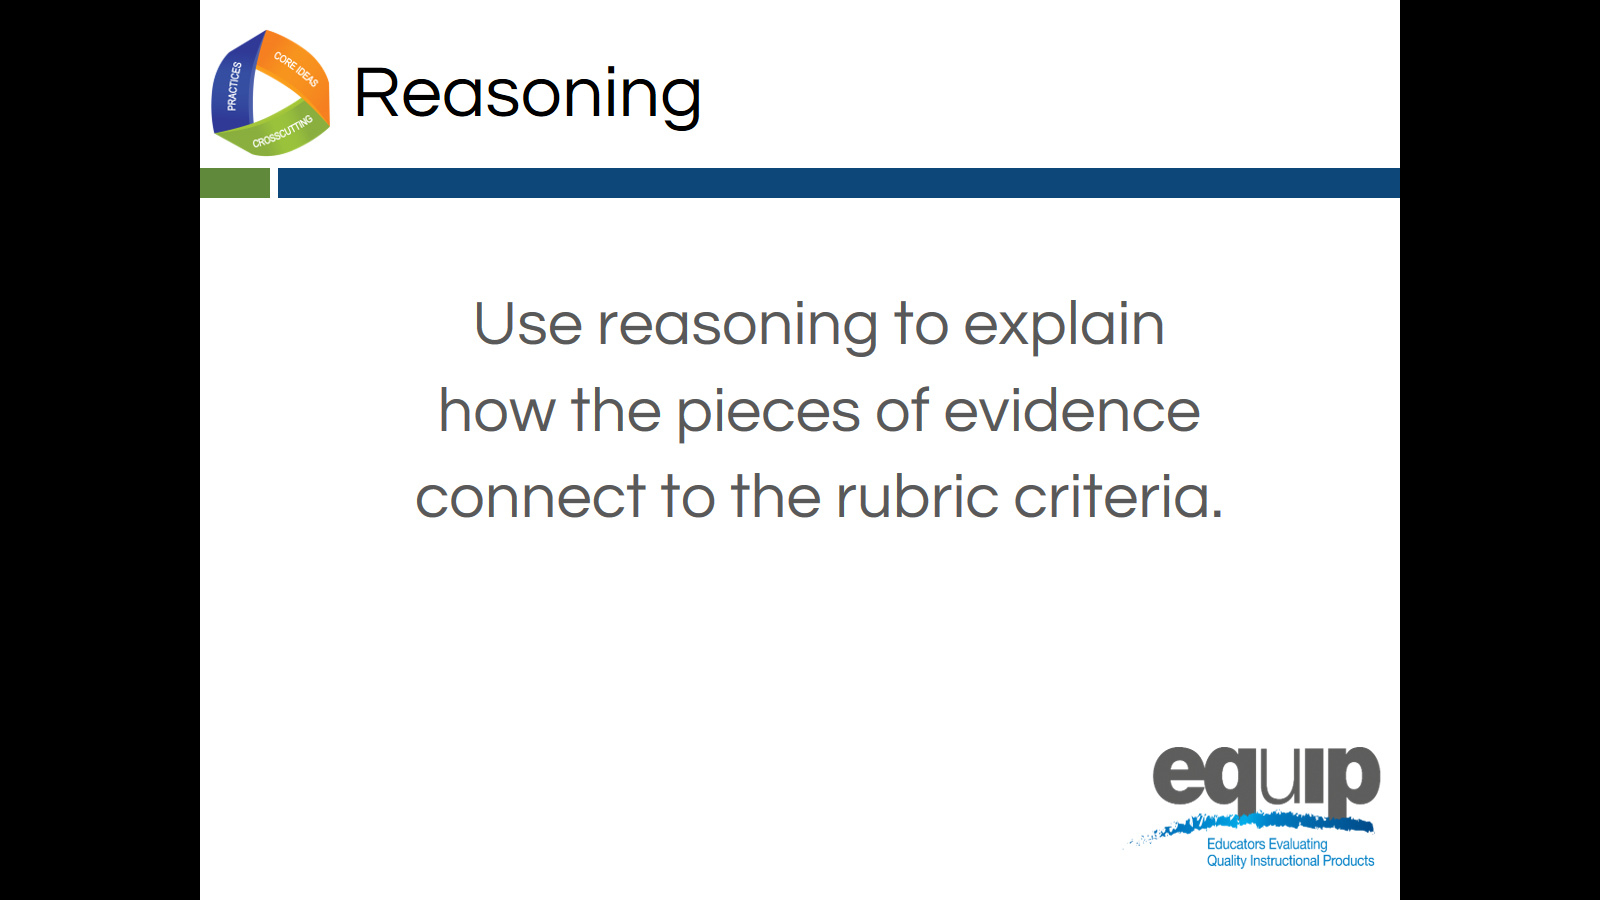 PRACTICES
CORE IDEAS
CROSSCUTTING
Reasoning
Use reasoning to explain
how the pieces of evidence
connect to the rubric criteria.
equip
Educators Evaluating
Quality Instructional Products